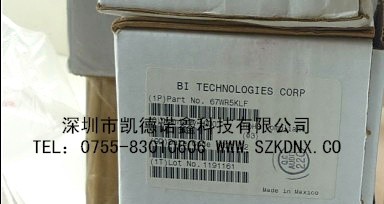 BI TECHNOLOGIES CORP
(1P)Part No. 67WR5KLF
深圳市凯德诺鑫科技有限公司
TEL: 0755-83010806 WWW.SZKDNX.CO
(1T)Lot No. 1191161
Made in Mexico